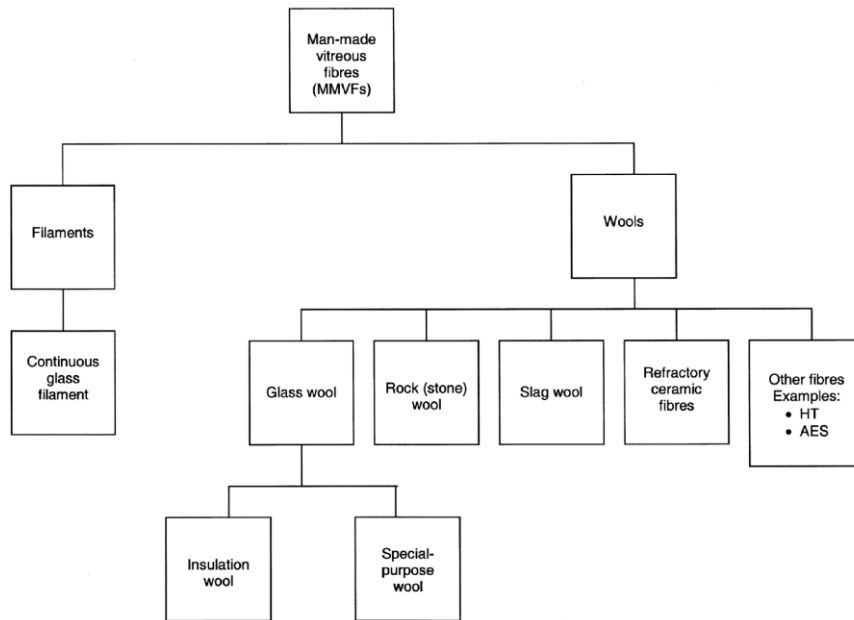 Man-made
vitreous
fibres
(MMVFs)
Filaments
Wools
Continuous
glass
filament
Glass wool
Rock (stone)
wool
Slag wool
Refractory
ceramic
fibres
Other fibres
Examples:
• HT
• AES
Insulation
wool
Special-
purpose
wool